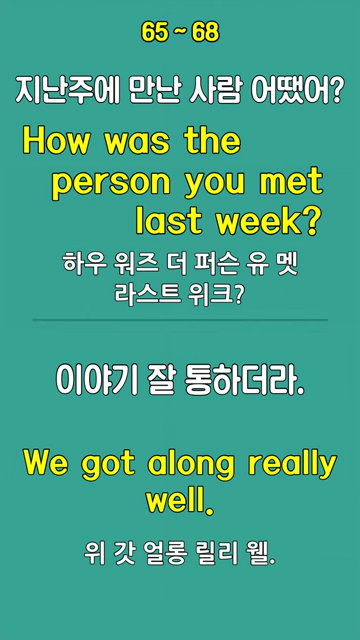 65 ~ 68
지난주에 만난 사람 어땠어?
How was the
person you met
last week?
하우 워즈 더 퍼슨 유 멧
라스트 위크?
이야기 잘 통하더라.
We got along really
well.
위 갓 얼롱 릴리 웰.